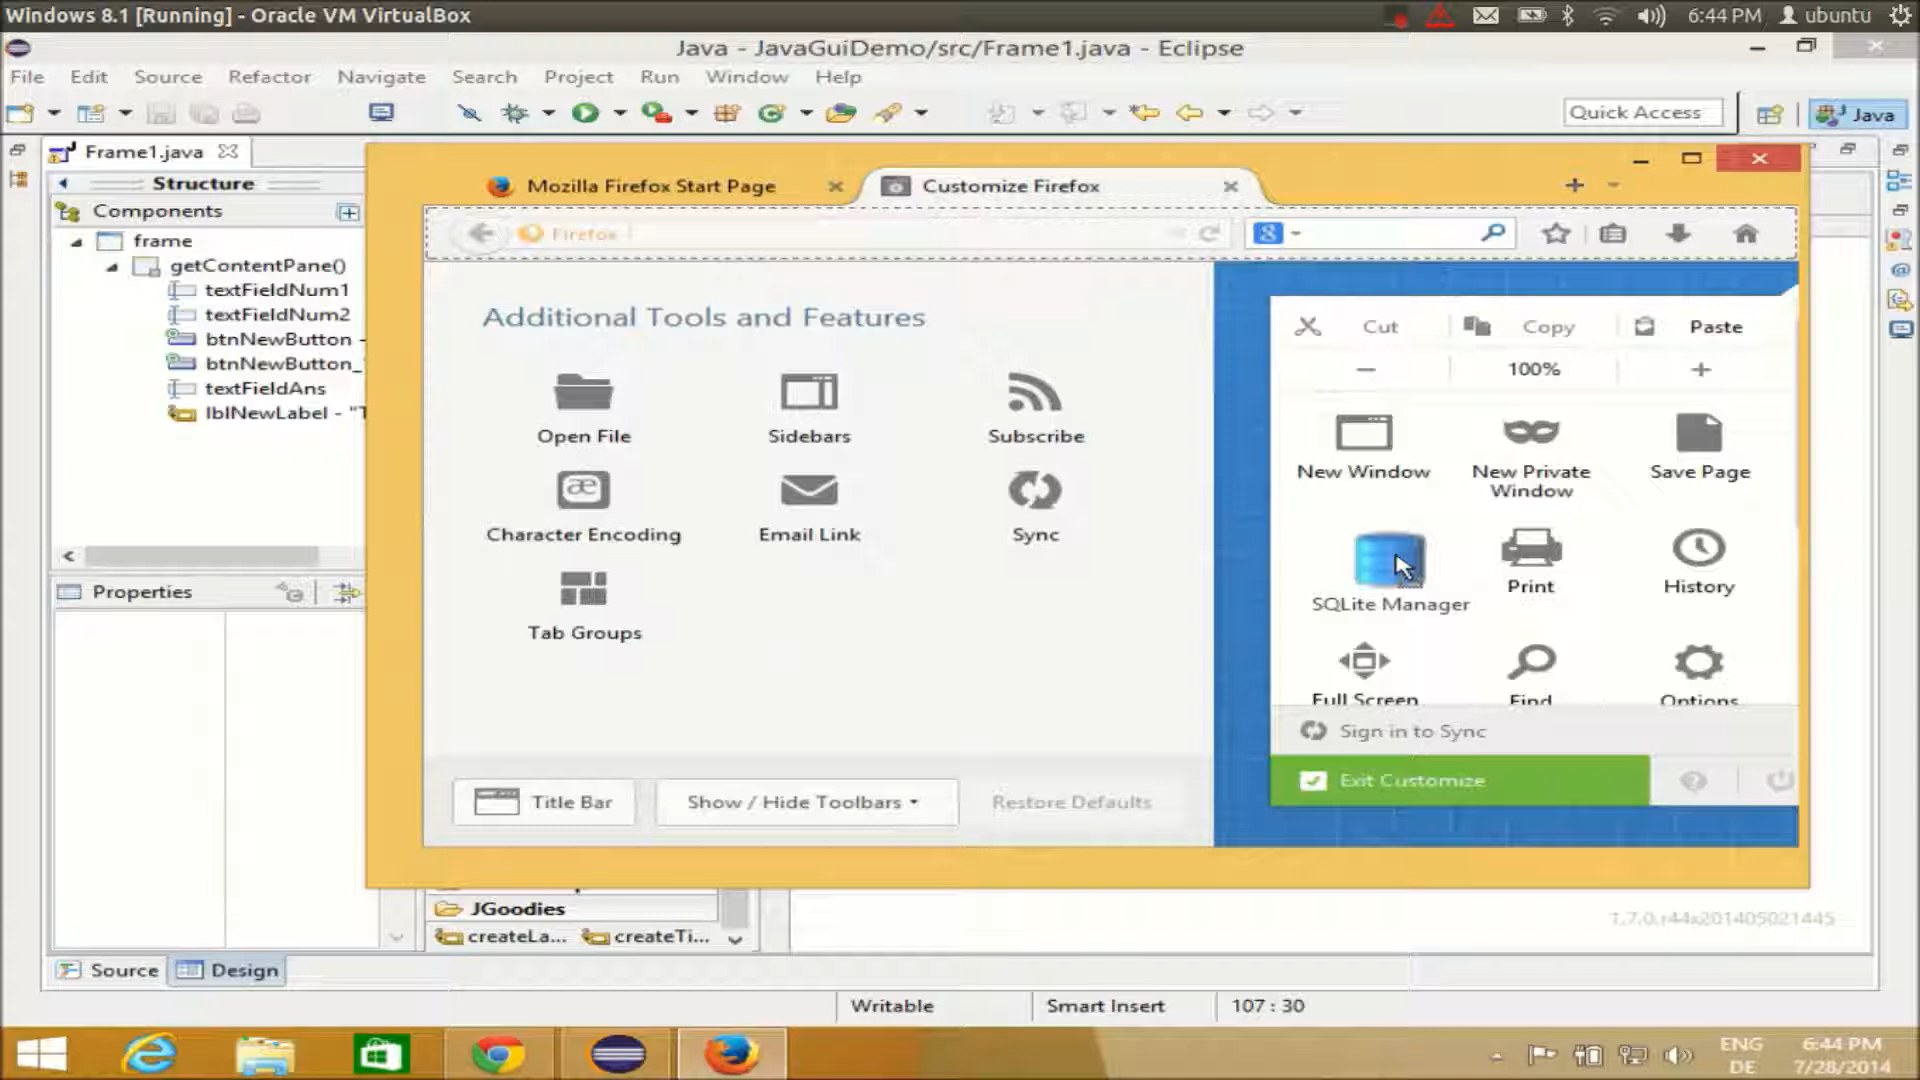 Windows 8.1 [Running] - Oracle VM VirtualBox
6:44 PM
ubuntu
Java - JavaGuiDemo/src/Frame1.java - Eclipse
File Edit Source Refactor Navigate Search Project Run Window Help
Quick Access
Java
Frame1.java
Structure
Components
frame
getContentPane()
textFieldNum1
textFieldNum2
btnNewButton -
btnNewButton_
textFieldAns
lblNewLabel - "T
Properties
Mozilla Firefox Start Page
Customize Firefox
Firefox
Additional Tools and Features
Open File
Sidebars
Subscribe
Character Encoding
Email Link
Sync
Tab Groups
Title Bar
Show / Hide Toolbars
Restore Defaults
Cut
Copy
Paste
100%
New Window
New Private
Window
Save Page
SQLite Manager
Print
History
Full Screen
Find
Options
Sign in to Sync
Exit Customize
JGoodies
createLa...
createTi...
1.7.0.r44x201405021445
Source
Design
Writable
Smart Insert
107 : 30
ENG
DE
6:44 PM
7/28/2014